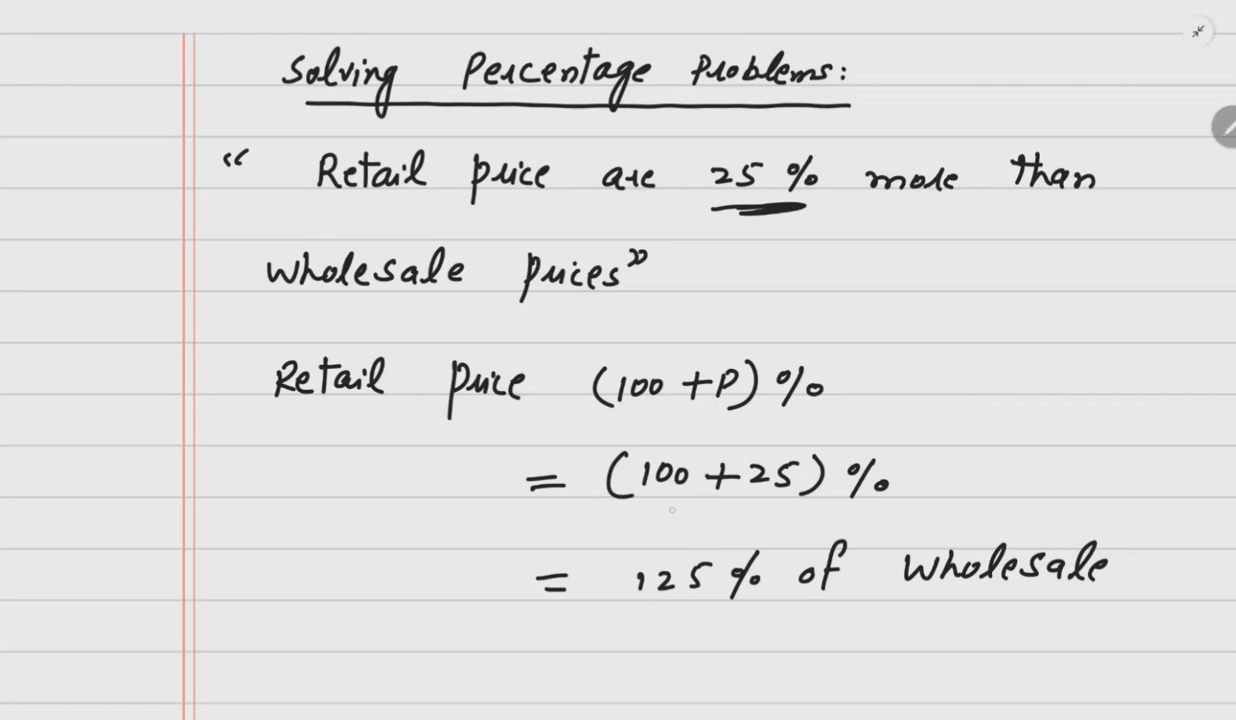 Solving Percentage Problems:
" Retail price are 25% more than
wholesale prices"
Retail price (100 + P) %
= (100 + 25) %
= 125% of wholesale